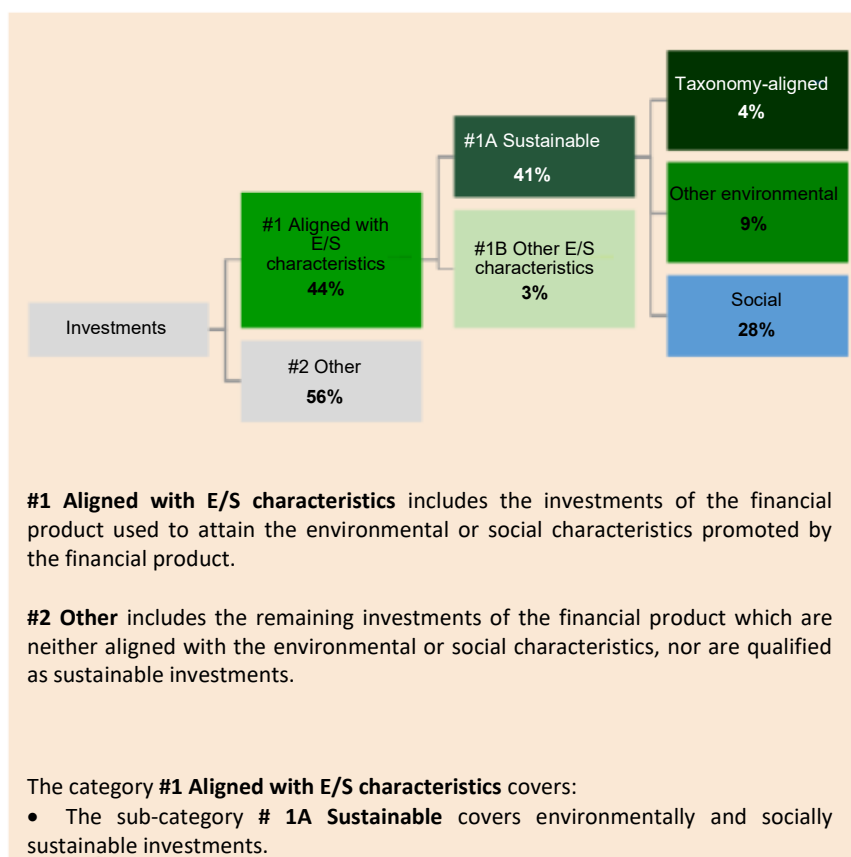 Taxonomy-aligned
4%
#1A Sustainable
41%
Other environmental
9%
#1 Aligned with
E/S
characteristics
44%
#1B Other E/S
characteristics
3%
Social
28%
Investments
#2 Other
56%
#1 Aligned with E/S characteristics includes the investments of the financial
product used to attain the environmental or social characteristics promoted by
the financial product.
#2 Other includes the remaining investments of the financial product which are
neither aligned with the environmental or social characteristics, nor are qualified
as sustainable investments.
The category #1 Aligned with E/S characteristics covers:
• The sub-category # 1A Sustainable covers environmentally and socially
sustainable investments.